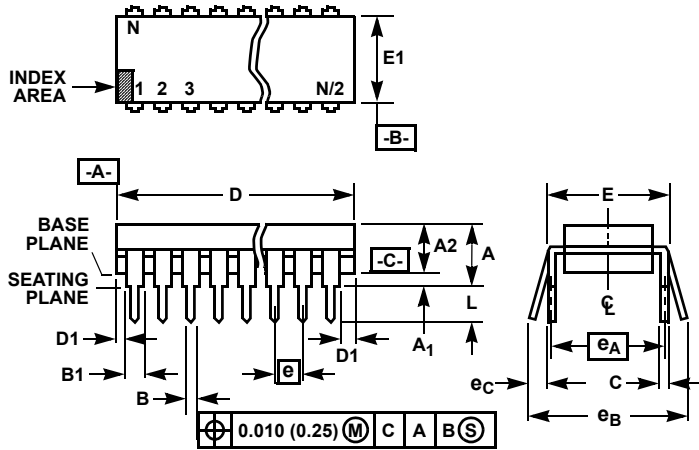 N
E1
INDEX
AREA
1 2 3 N/2
-B-
-A-
D
E
BASE
PLANE
A2
A
-C-
SEATING
PLANE
L
℄
D1
A1
D1
eA
B1
e
eC
C
B
eB
⌖ 0.010 (0.25) Ⓜ C A B Ⓢ